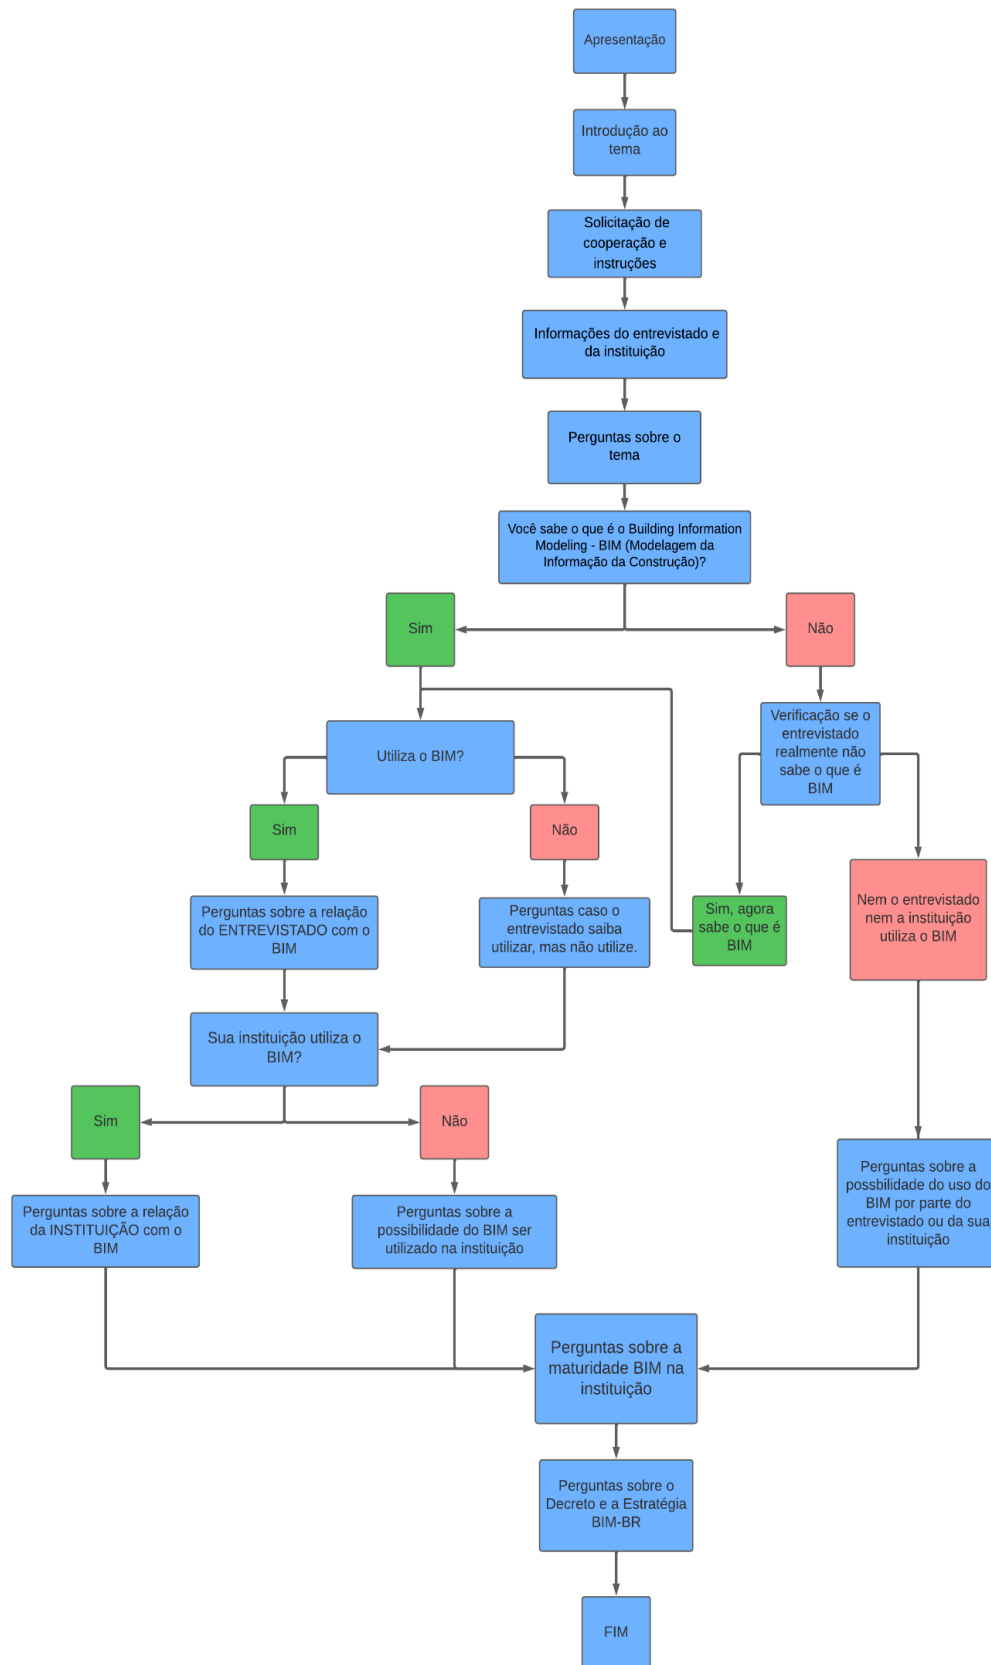 Apresentação
Introdução ao
tema
Solicitação de
cooperação e
instruções
Informações do entrevistado e
da instituição
Perguntas sobre o
tema
Você sabe o que é o Building Information
Modeling - BIM (Modelagem da
Informação da Construção)?
Sim
Não
Verificação se o
entrevistado
realmente não
sabe o que é
BIM
Utiliza o BIM?
Sim
Não
Perguntas sobre a relação
do ENTREVISTADO com o
BIM
Perguntas caso o
entrevistado saiba
utilizar, mas não utilize.
Sim, agora
sabe o que é
BIM
Nem o entrevistado
nem a instituição
utiliza o BIM
Sua instituição utiliza o
BIM?
Sim
Não
Perguntas sobre a relação
da INSTITUIÇÃO com o
BIM
Perguntas sobre a
possibilidade do BIM ser
utilizado na instituição
Perguntas sobre a
possbilidade do uso do
BIM por parte do
entrevistado ou da sua
instituição
Perguntas sobre a
maturidade BIM na
instituição
Perguntas sobre o
Decreto e a Estratégia
BIM-BR
FIM